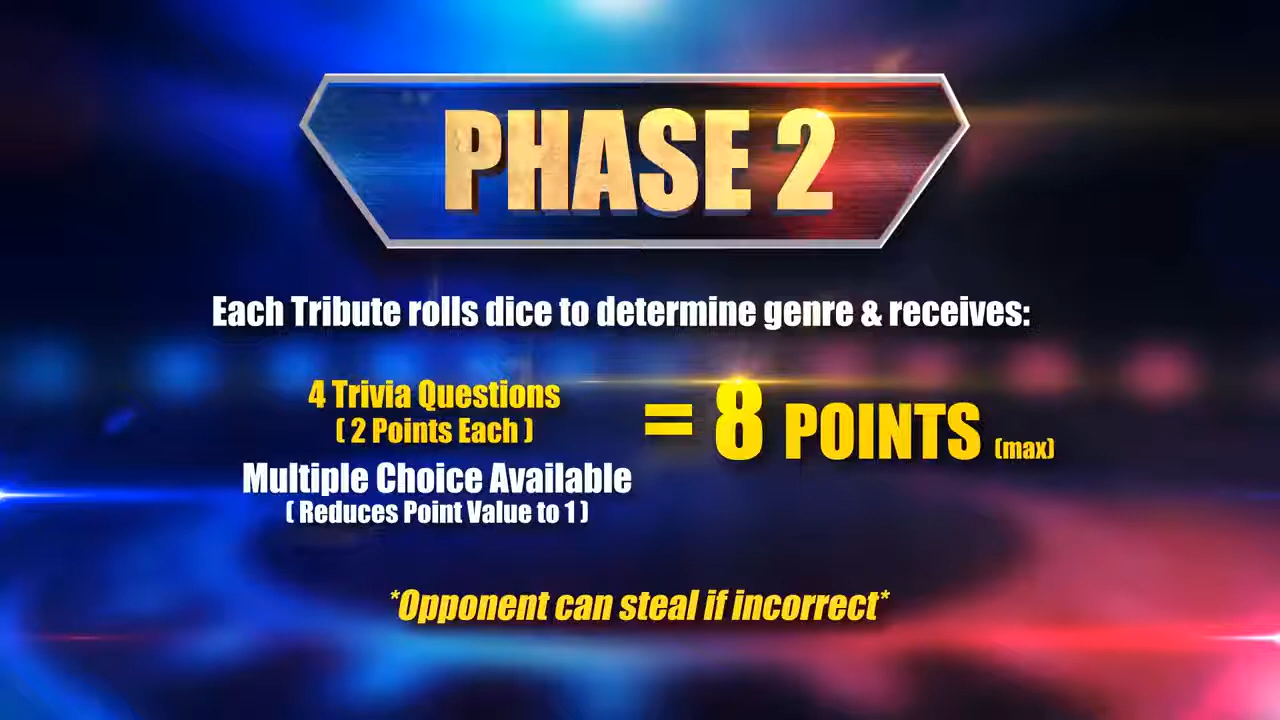 PHASE 2
Each Tribute rolls dice to determine genre & receives:
4 Trivia Questions
( 2 Points Each )
= 8 POINTS (max)
Multiple Choice Available
( Reduces Point Value to 1 )
*Opponent can steal if incorrect*